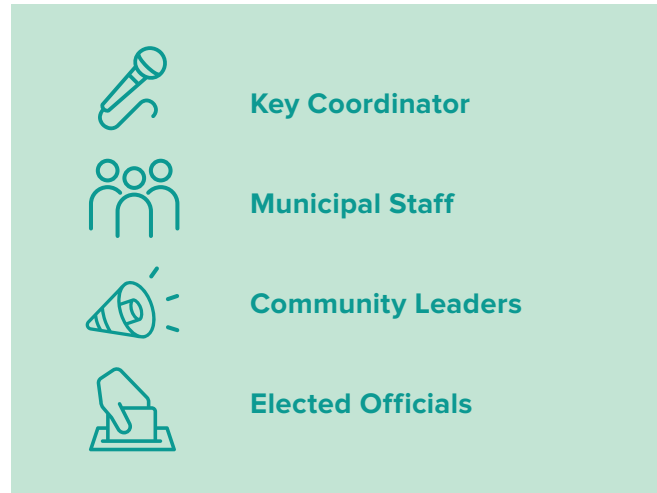 Key Coordinator
Municipal Staff
Community Leaders
Elected Officials